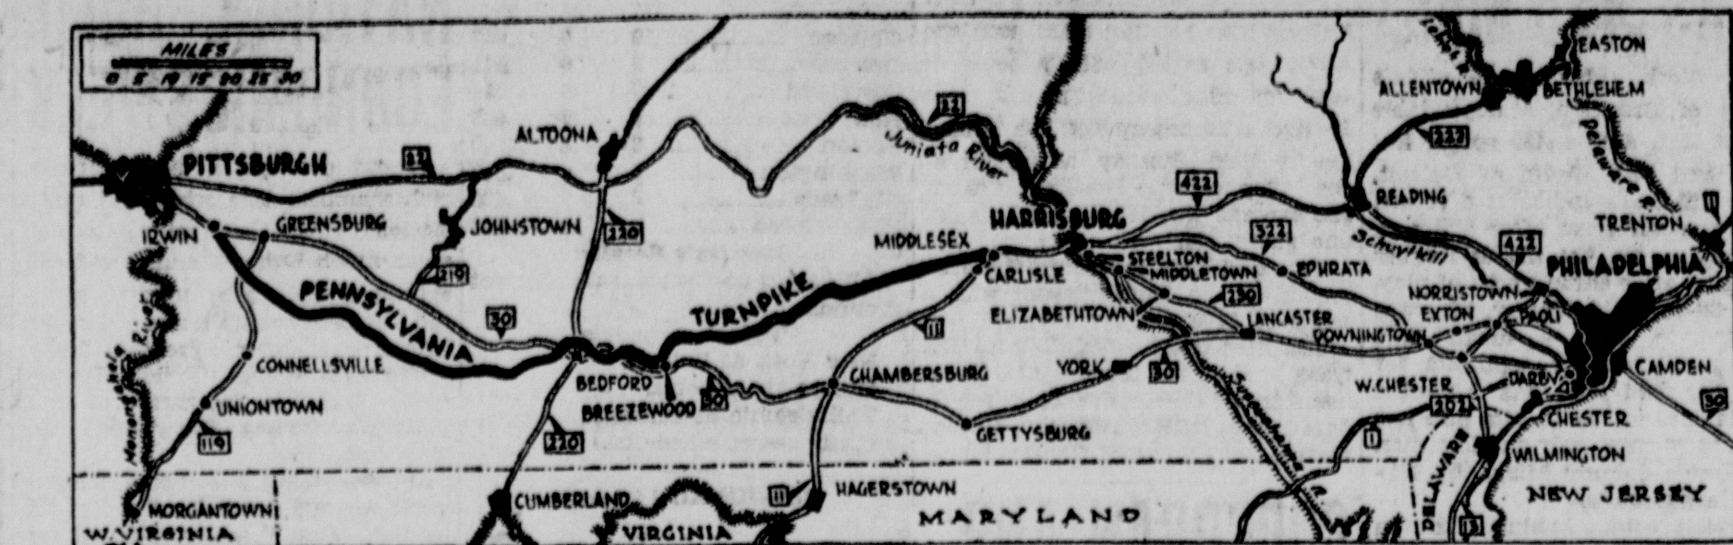 MILES
0 5 10 15 20 25 30
PITTSBURGH
22
ALTOONA
22
Juniata River
Lehigh
EASTON
ALLENTOWN
BETHLEHEM
222
Delaware R.
IRWIN
GREENSBURG
JOHNSTOWN
220
219
HARRISBURG
422
READING
TRENTON
1
MIDDLESEX
CARLISLE
STEELTON
MIDDLETOWN
322
EPHRATA
Schuylkill
422
PHILADELPHIA
PENNSYLVANIA
TURNPIKE
30
11
ELIZABETHTOWN
230
LANCASTER
NORRISTOWN
EXTON
PAOLI
DOWNINGTOWN
Monongahela River
CONNELLSVILLE
BEDFORD
BREEZEWOOD
30
CHAMBERSBURG
YORK
30
W.CHESTER
DARBY
CAMDEN
30
UNIONTOWN
119
220
GETTYSBURG
Susquehanna R.
1
202
CHESTER
WILMINGTON
MORGANTOWN
W.VIRGINIA
CUMBERLAND
VIRGINIA
11
HAGERSTOWN
MARYLAND
DELAWARE
13
NEW JERSEY